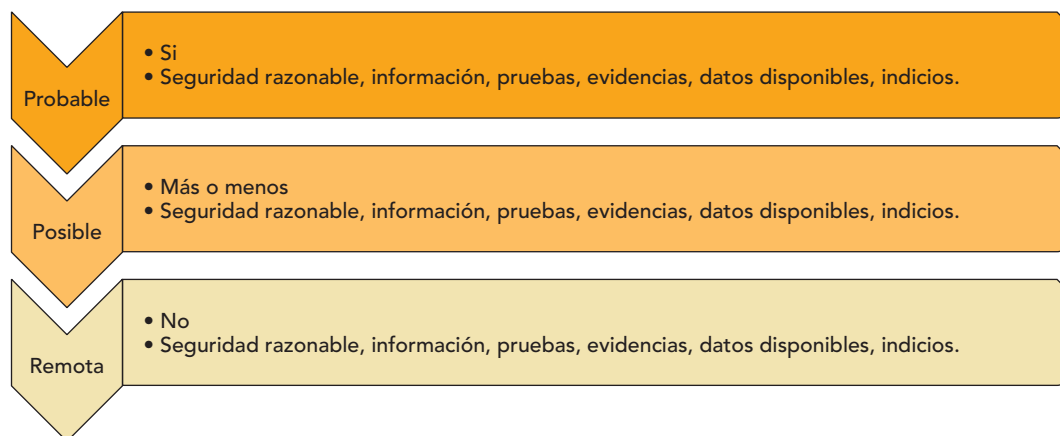 Probable
• Si
• Seguridad razonable, información, pruebas, evidencias, datos disponibles, indicios.
Posible
• Más o menos
• Seguridad razonable, información, pruebas, evidencias, datos disponibles, indicios.
Remota
• No
• Seguridad razonable, información, pruebas, evidencias, datos disponibles, indicios.